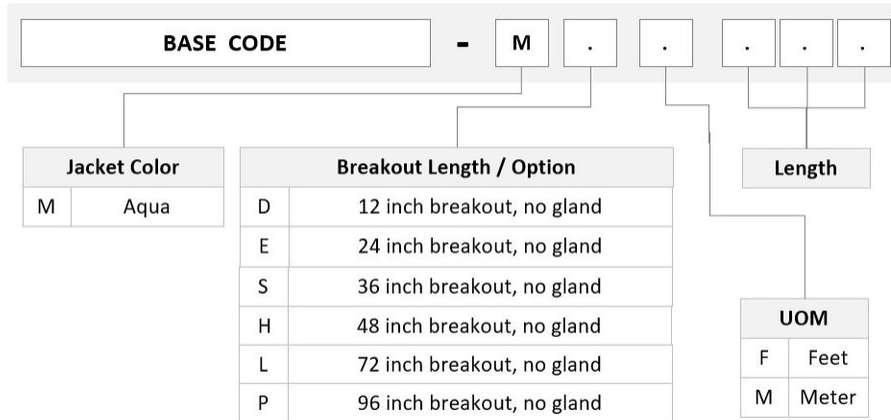 BASE CODE - M . . . . .
Jacket Color
M Aqua
Breakout Length / Option
D 12 inch breakout, no gland
E 24 inch breakout, no gland
S 36 inch breakout, no gland
H 48 inch breakout, no gland
L 72 inch breakout, no gland
P 96 inch breakout, no gland
Length
UOM
F Feet
M Meter